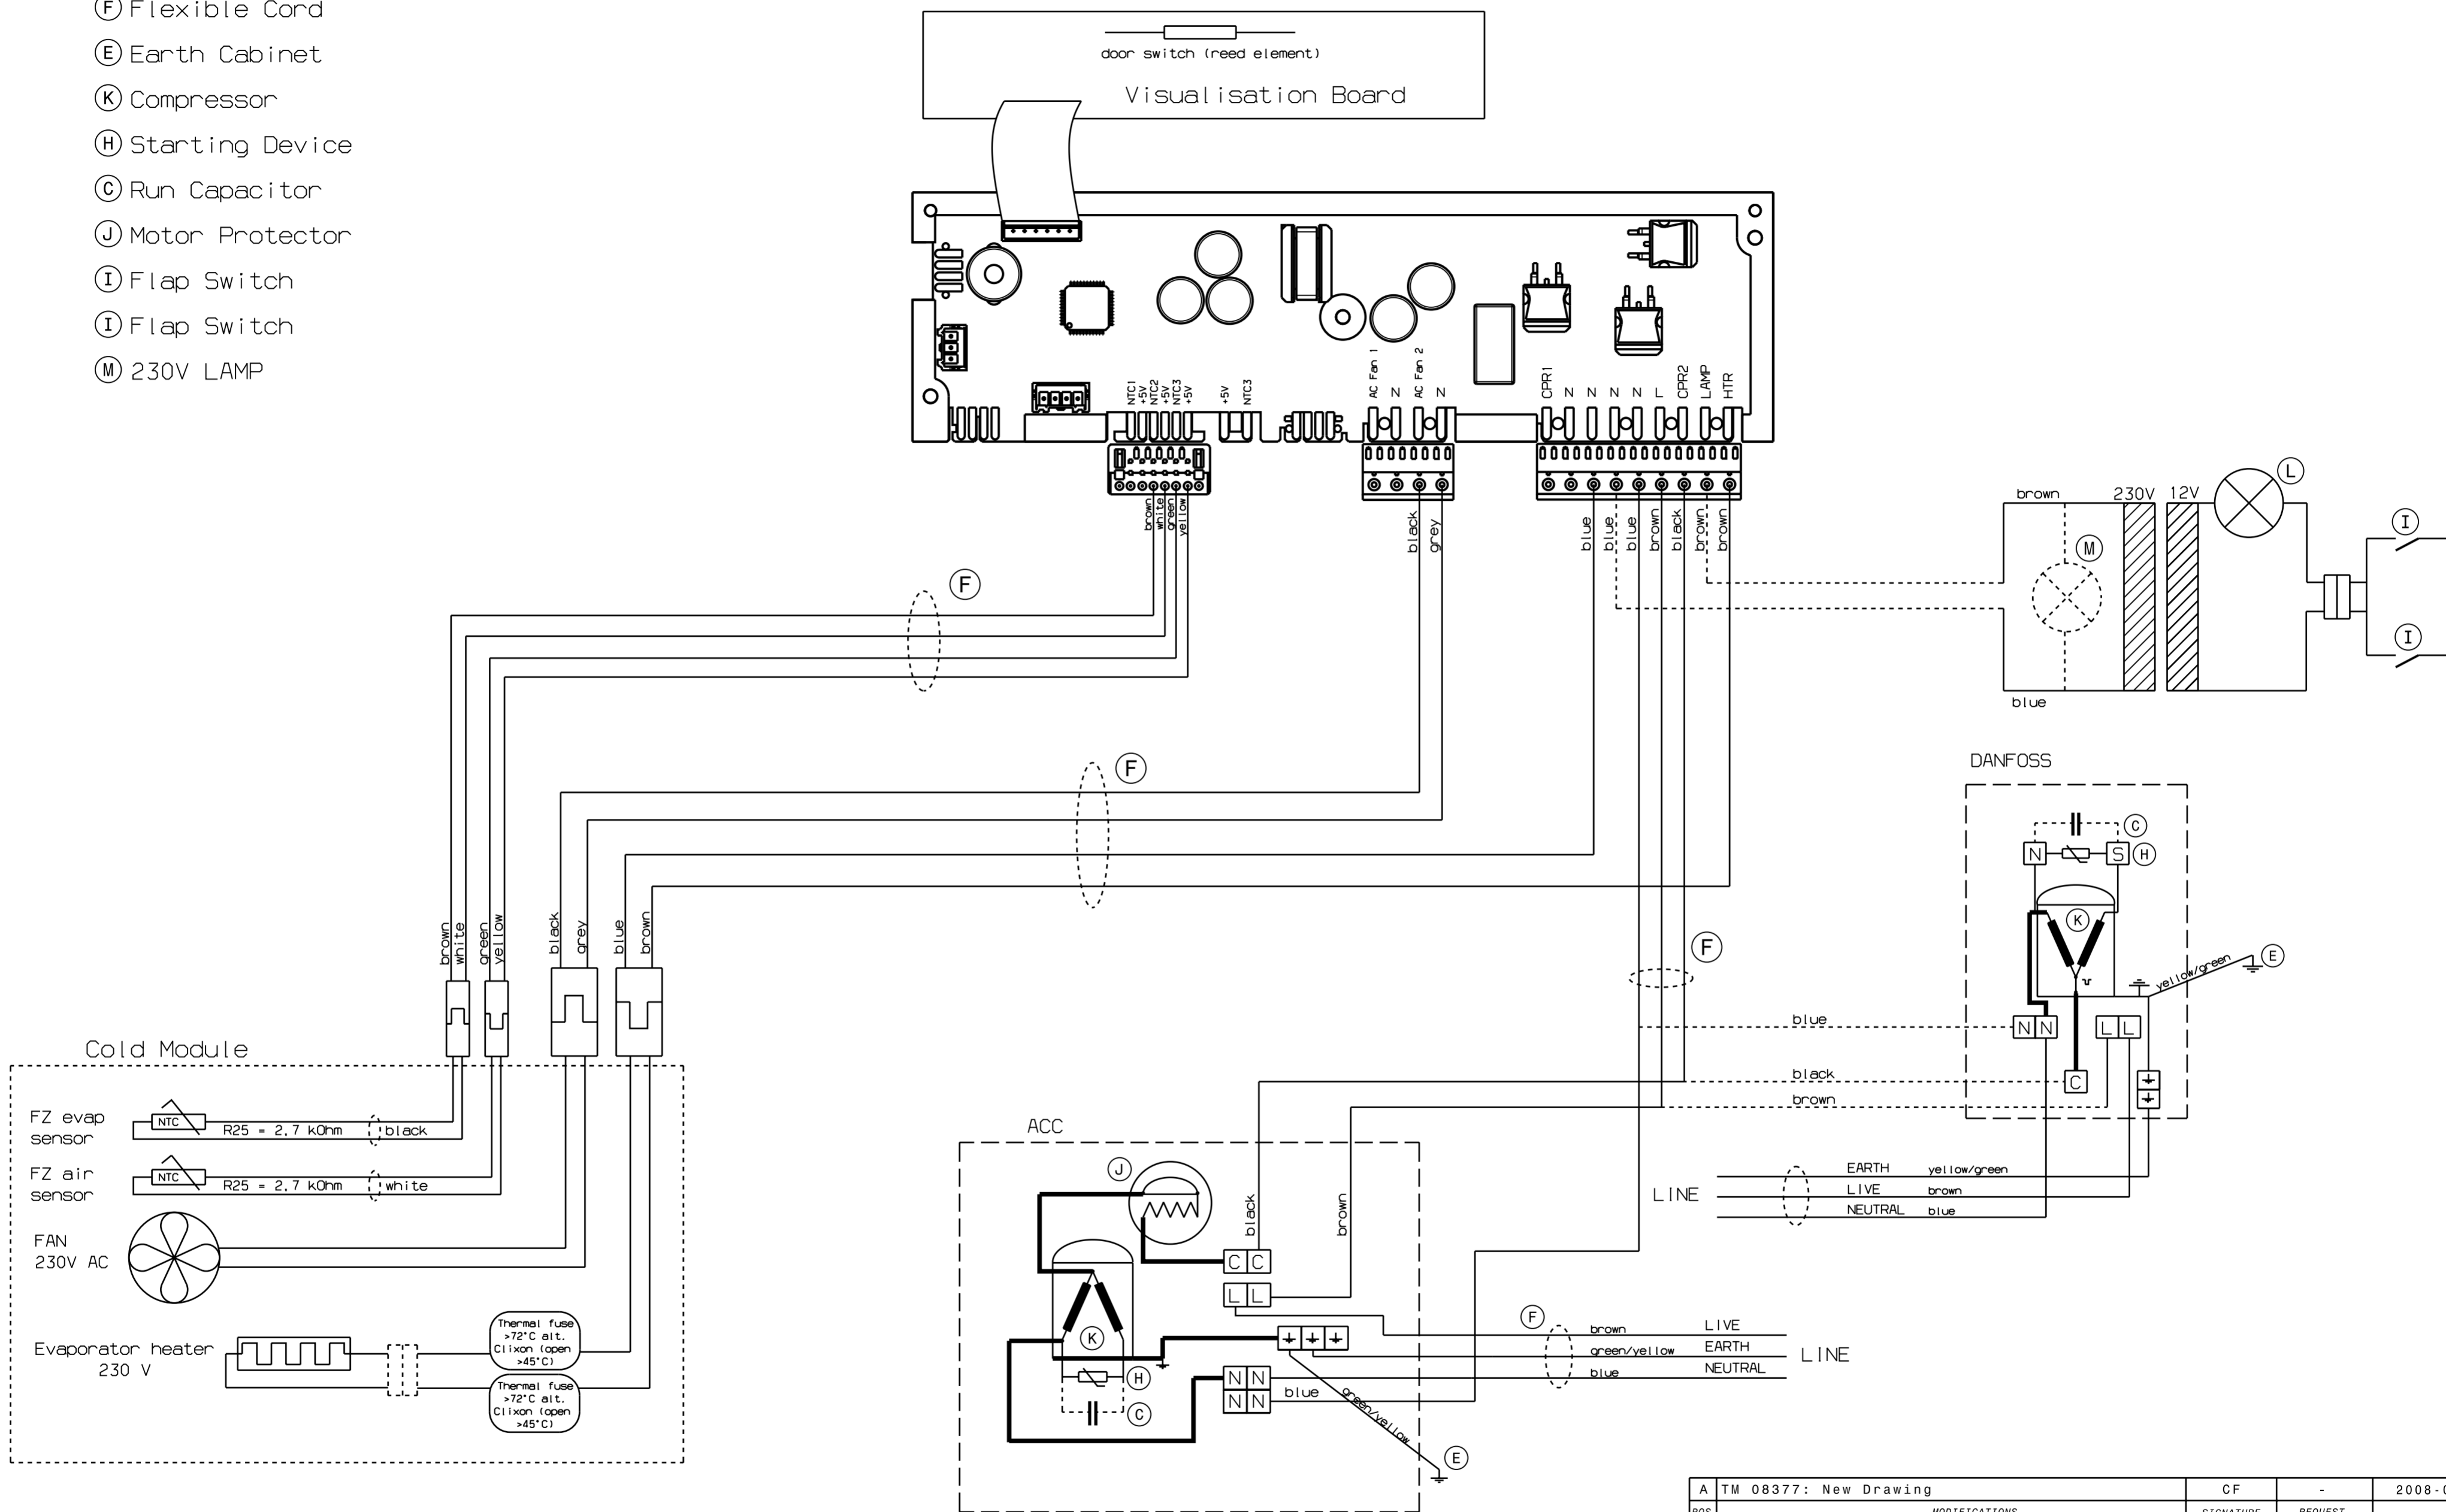 F Flexible Cord
E Earth Cabinet
K Compressor
H Starting Device
C Run Capacitor
J Motor Protector
I Flap Switch
I Flap Switch
M 230V LAMP
door switch (reed element)
Visualisation Board
NTC1
+5V
NTC2
+5V
NTC3
+5V
+5V
NTC3
AC Fan 1
N
AC Fan 2
N
CPR1
N
N
N
N
L
CPR2
LAMP
HTR
brown
white
green
yellow
black
grey
blue
blue
blue
brown
black
brown
brown
brown
230V
12V
L
M
I
I
blue
F
F
F
brown
white
green
yellow
black
grey
blue
brown
Cold Module
FZ evap
sensor
NTC
R25 = 2,7 kOhm
black
FZ air
sensor
NTC
R25 = 2,7 kOhm
white
FAN
230V AC
Evaporator heater
230 V
Thermal fuse
>72°C alt.
Clixon (open
>45°C)
Thermal fuse
>72°C alt.
Clixon (open
>45°C)
DANFOSS
C
N
S
H
K
yellow/green
E
N N
L L
C
blue
black
brown
LINE
EARTH yellow/green
LIVE brown
NEUTRAL blue
ACC
J
black
brown
C C
L L
K
H
C
N N
N N
blue
green/yellow
E
F
brown LIVE
green/yellow EARTH
blue NEUTRAL
LINE
A TM 08377: New Drawing CF - 2008-0
POS MODIFICATIONS SIGNATURE REQUEST